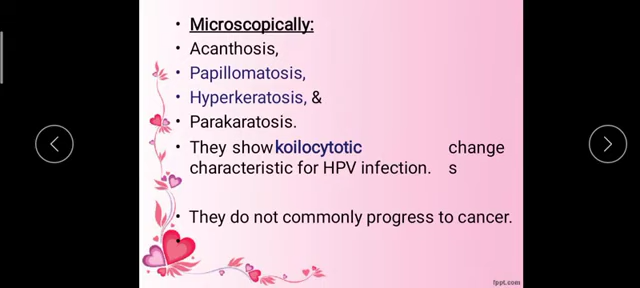 • Microscopically:
• Acanthosis,
• Papillomatosis,
• Hyperkeratosis, &
• Parakaratosis.
• They show koilocytotic change
characteristic for HPV infection. s
• They do not commonly progress to cancer.
•
fppt.com